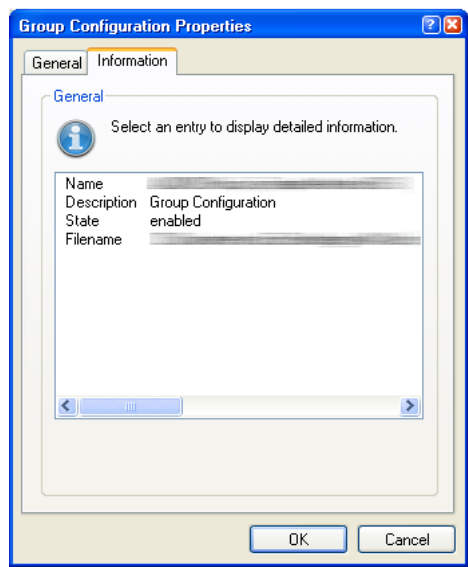 Group Configuration Properties
General Information
General
Select an entry to display detailed information.
Name
Description Group Configuration
State enabled
Filename
OK Cancel